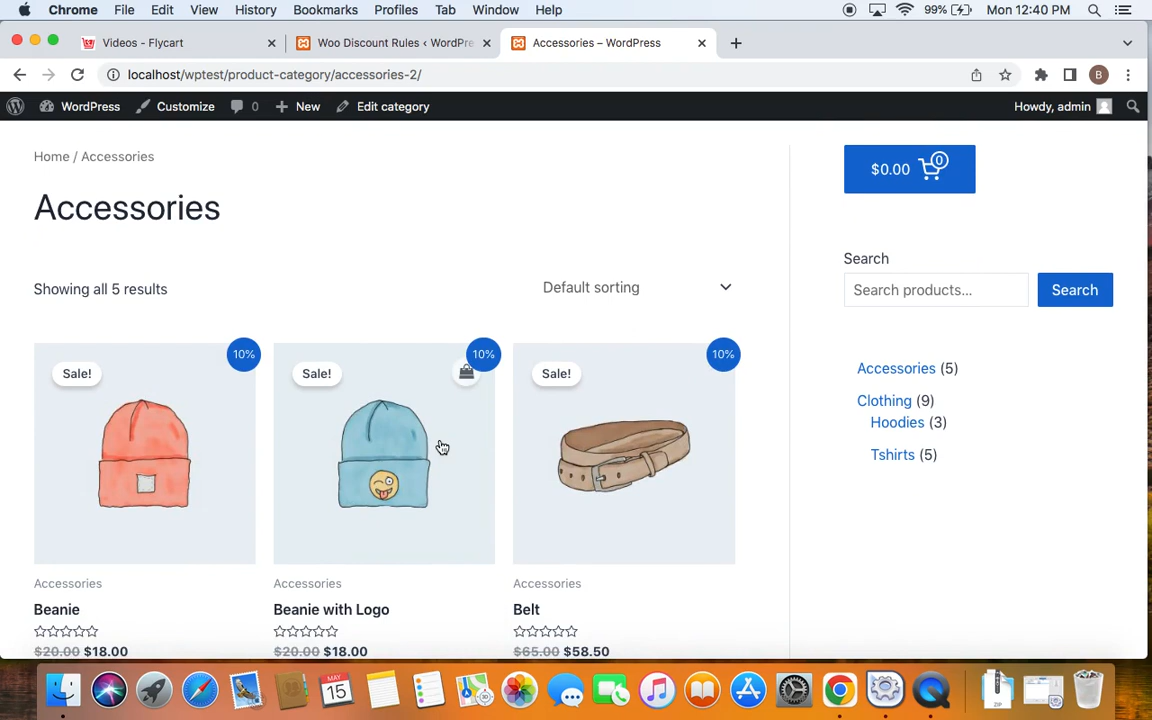 Chrome File Edit View History Bookmarks Profiles Tab Window Help 99% Mon 12:40 PM
Videos - Flycart Woo Discount Rules ‹ WordPre Accessories – WordPress
localhost/wptest/product-category/accessories-2/ B
WordPress Customize 0 New Edit category Howdy, admin
Home / Accessories
$0.00 0
Accessories
Search
Showing all 5 results Default sorting
Search products... Search
10% 10% 10%
Sale! Sale! Sale!
Accessories (5)
Clothing (9)
Hoodies (3)
Tshirts (5)
Accessories Accessories Accessories
Beanie Beanie with Logo Belt
$20.00 $18.00 $20.00 $18.00 $65.00 $58.50
MAY
15
ZIP